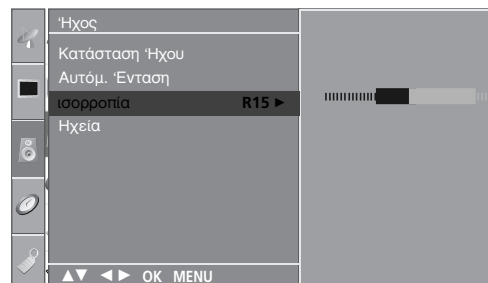 Ήχος
Κατάσταση Ήχου
Αυτόμ. Ένταση
ισορροπία R15 ►
Ηχεία
▲▼ ◄► OK MENU